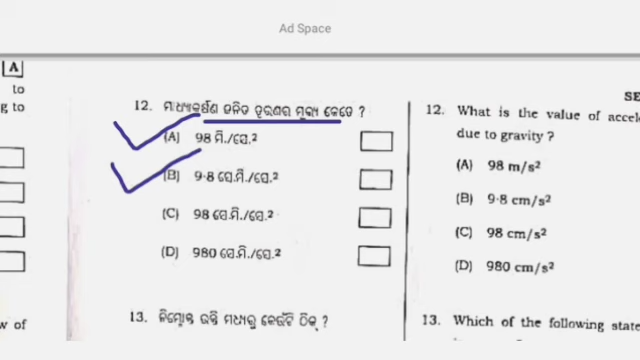 Ad Space
A
to
g to
w of
12. ମାଧ୍ୟାକର୍ଷଣ ଜନିତ ତ୍ୱରଣର ମୂଲ୍ୟ କେତେ ?
(A) 98 ମି./ସେ.²
(B) 9·8 ସେ.ମି./ସେ.²
(C) 98 ସେ.ମି./ସେ.²
(D) 980 ସେ.ମି./ସେ.²
13. ନିମ୍ନୋକ୍ତ ଉକ୍ତି ମଧ୍ୟରୁ କେଉଁଟି ଠିକ୍ ?
SE
12. What is the value of accele
due to gravity ?
(A) 98 m/s²
(B) 9·8 cm/s²
(C) 98 cm/s²
(D) 980 cm/s²
13. Which of the following state